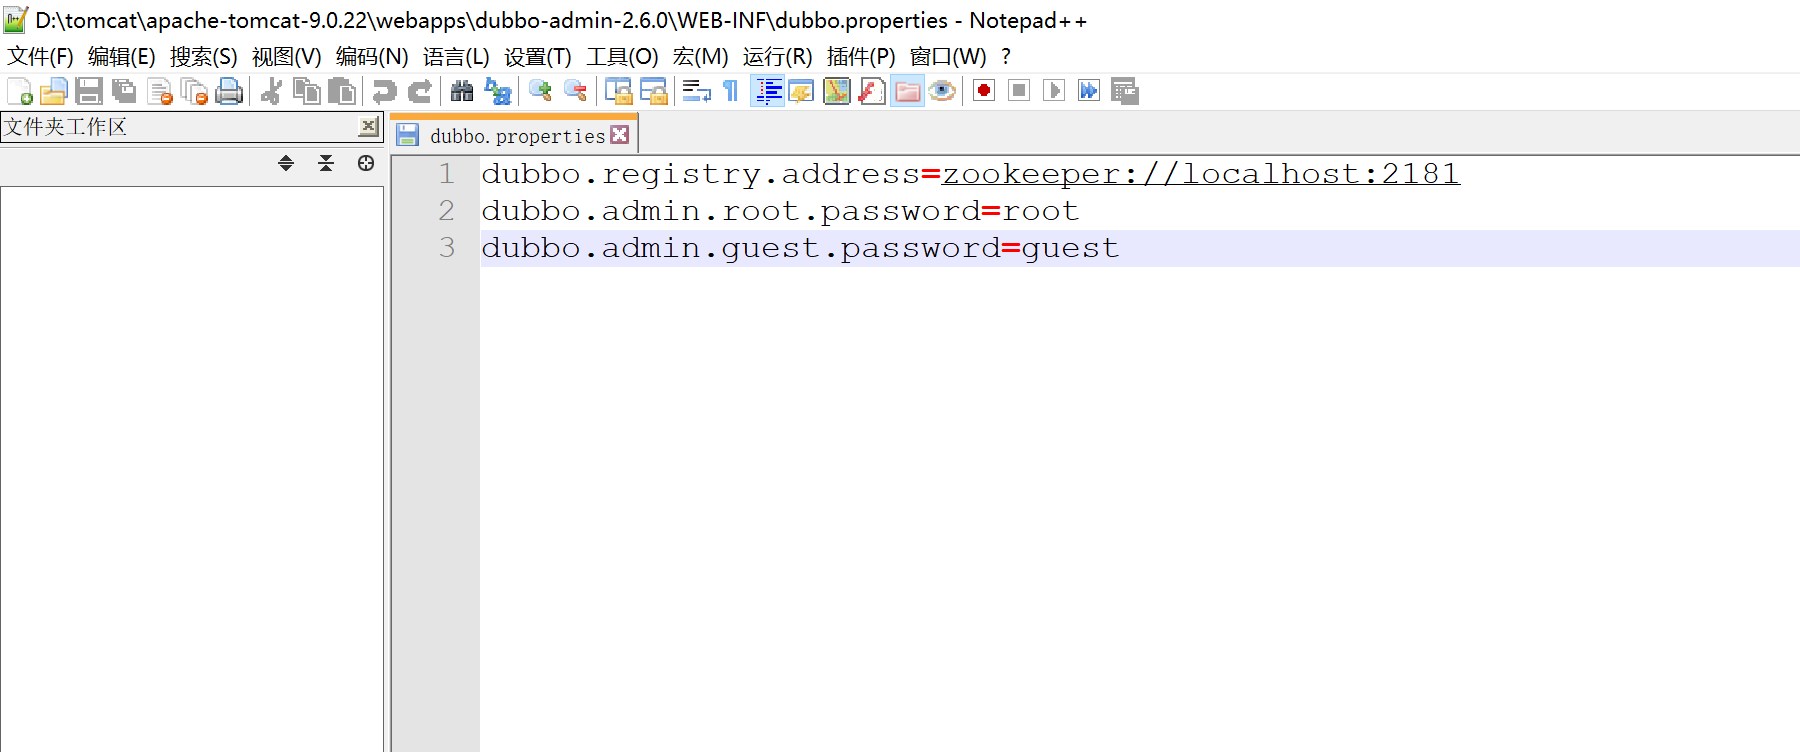 D:\tomcat\apache-tomcat-9.0.22\webapps\dubbo-admin-2.6.0\WEB-INF\dubbo.properties - Notepad++
文件(F) 编辑(E) 搜索(S) 视图(V) 编码(N) 语言(L) 设置(T) 工具(O) 宏(M) 运行(R) 插件(P) 窗口(W) ?
文件夹工作区
dubbo.properties
1 dubbo.registry.address=zookeeper://localhost:2181
2 dubbo.admin.root.password=root
3 dubbo.admin.guest.password=guest